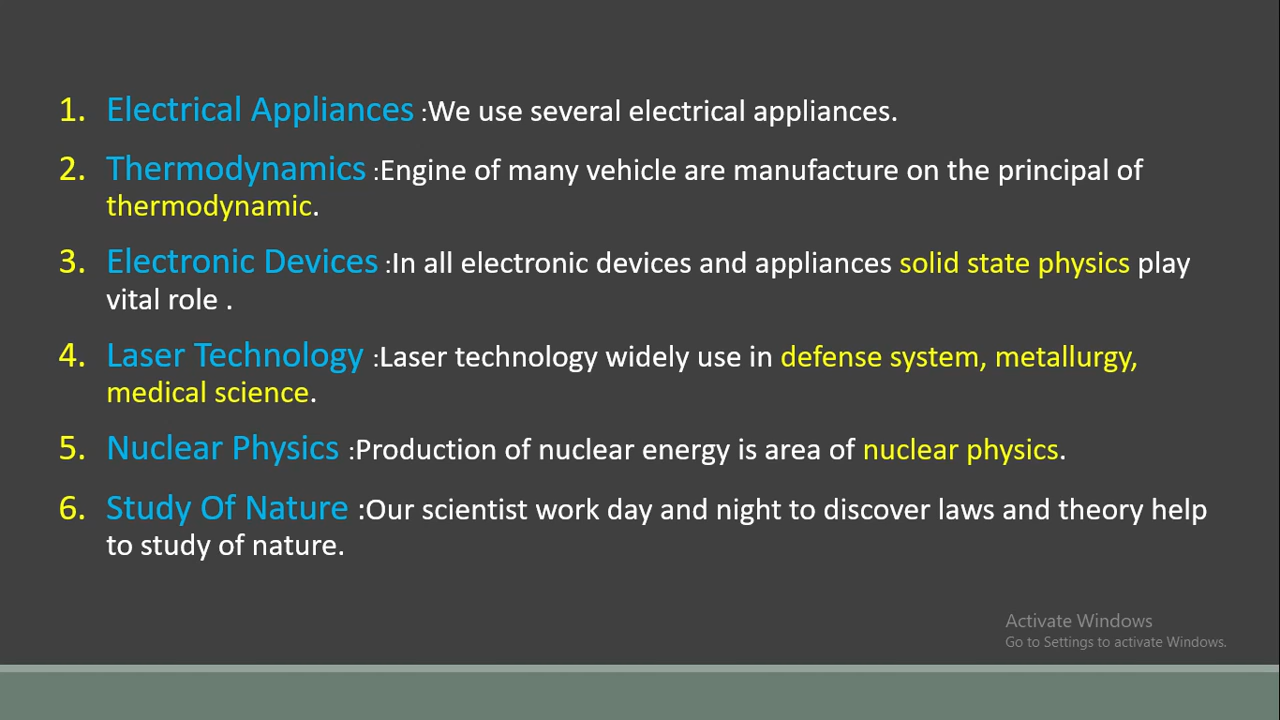 1. Electrical Appliances :We use several electrical appliances.
2. Thermodynamics :Engine of many vehicle are manufacture on the principal of
thermodynamic.
3. Electronic Devices :In all electronic devices and appliances solid state physics play
vital role .
4. Laser Technology :Laser technology widely use in defense system, metallurgy,
medical science.
5. Nuclear Physics :Production of nuclear energy is area of nuclear physics.
6. Study Of Nature :Our scientist work day and night to discover laws and theory help
to study of nature.
Activate Windows
Go to Settings to activate Windows.